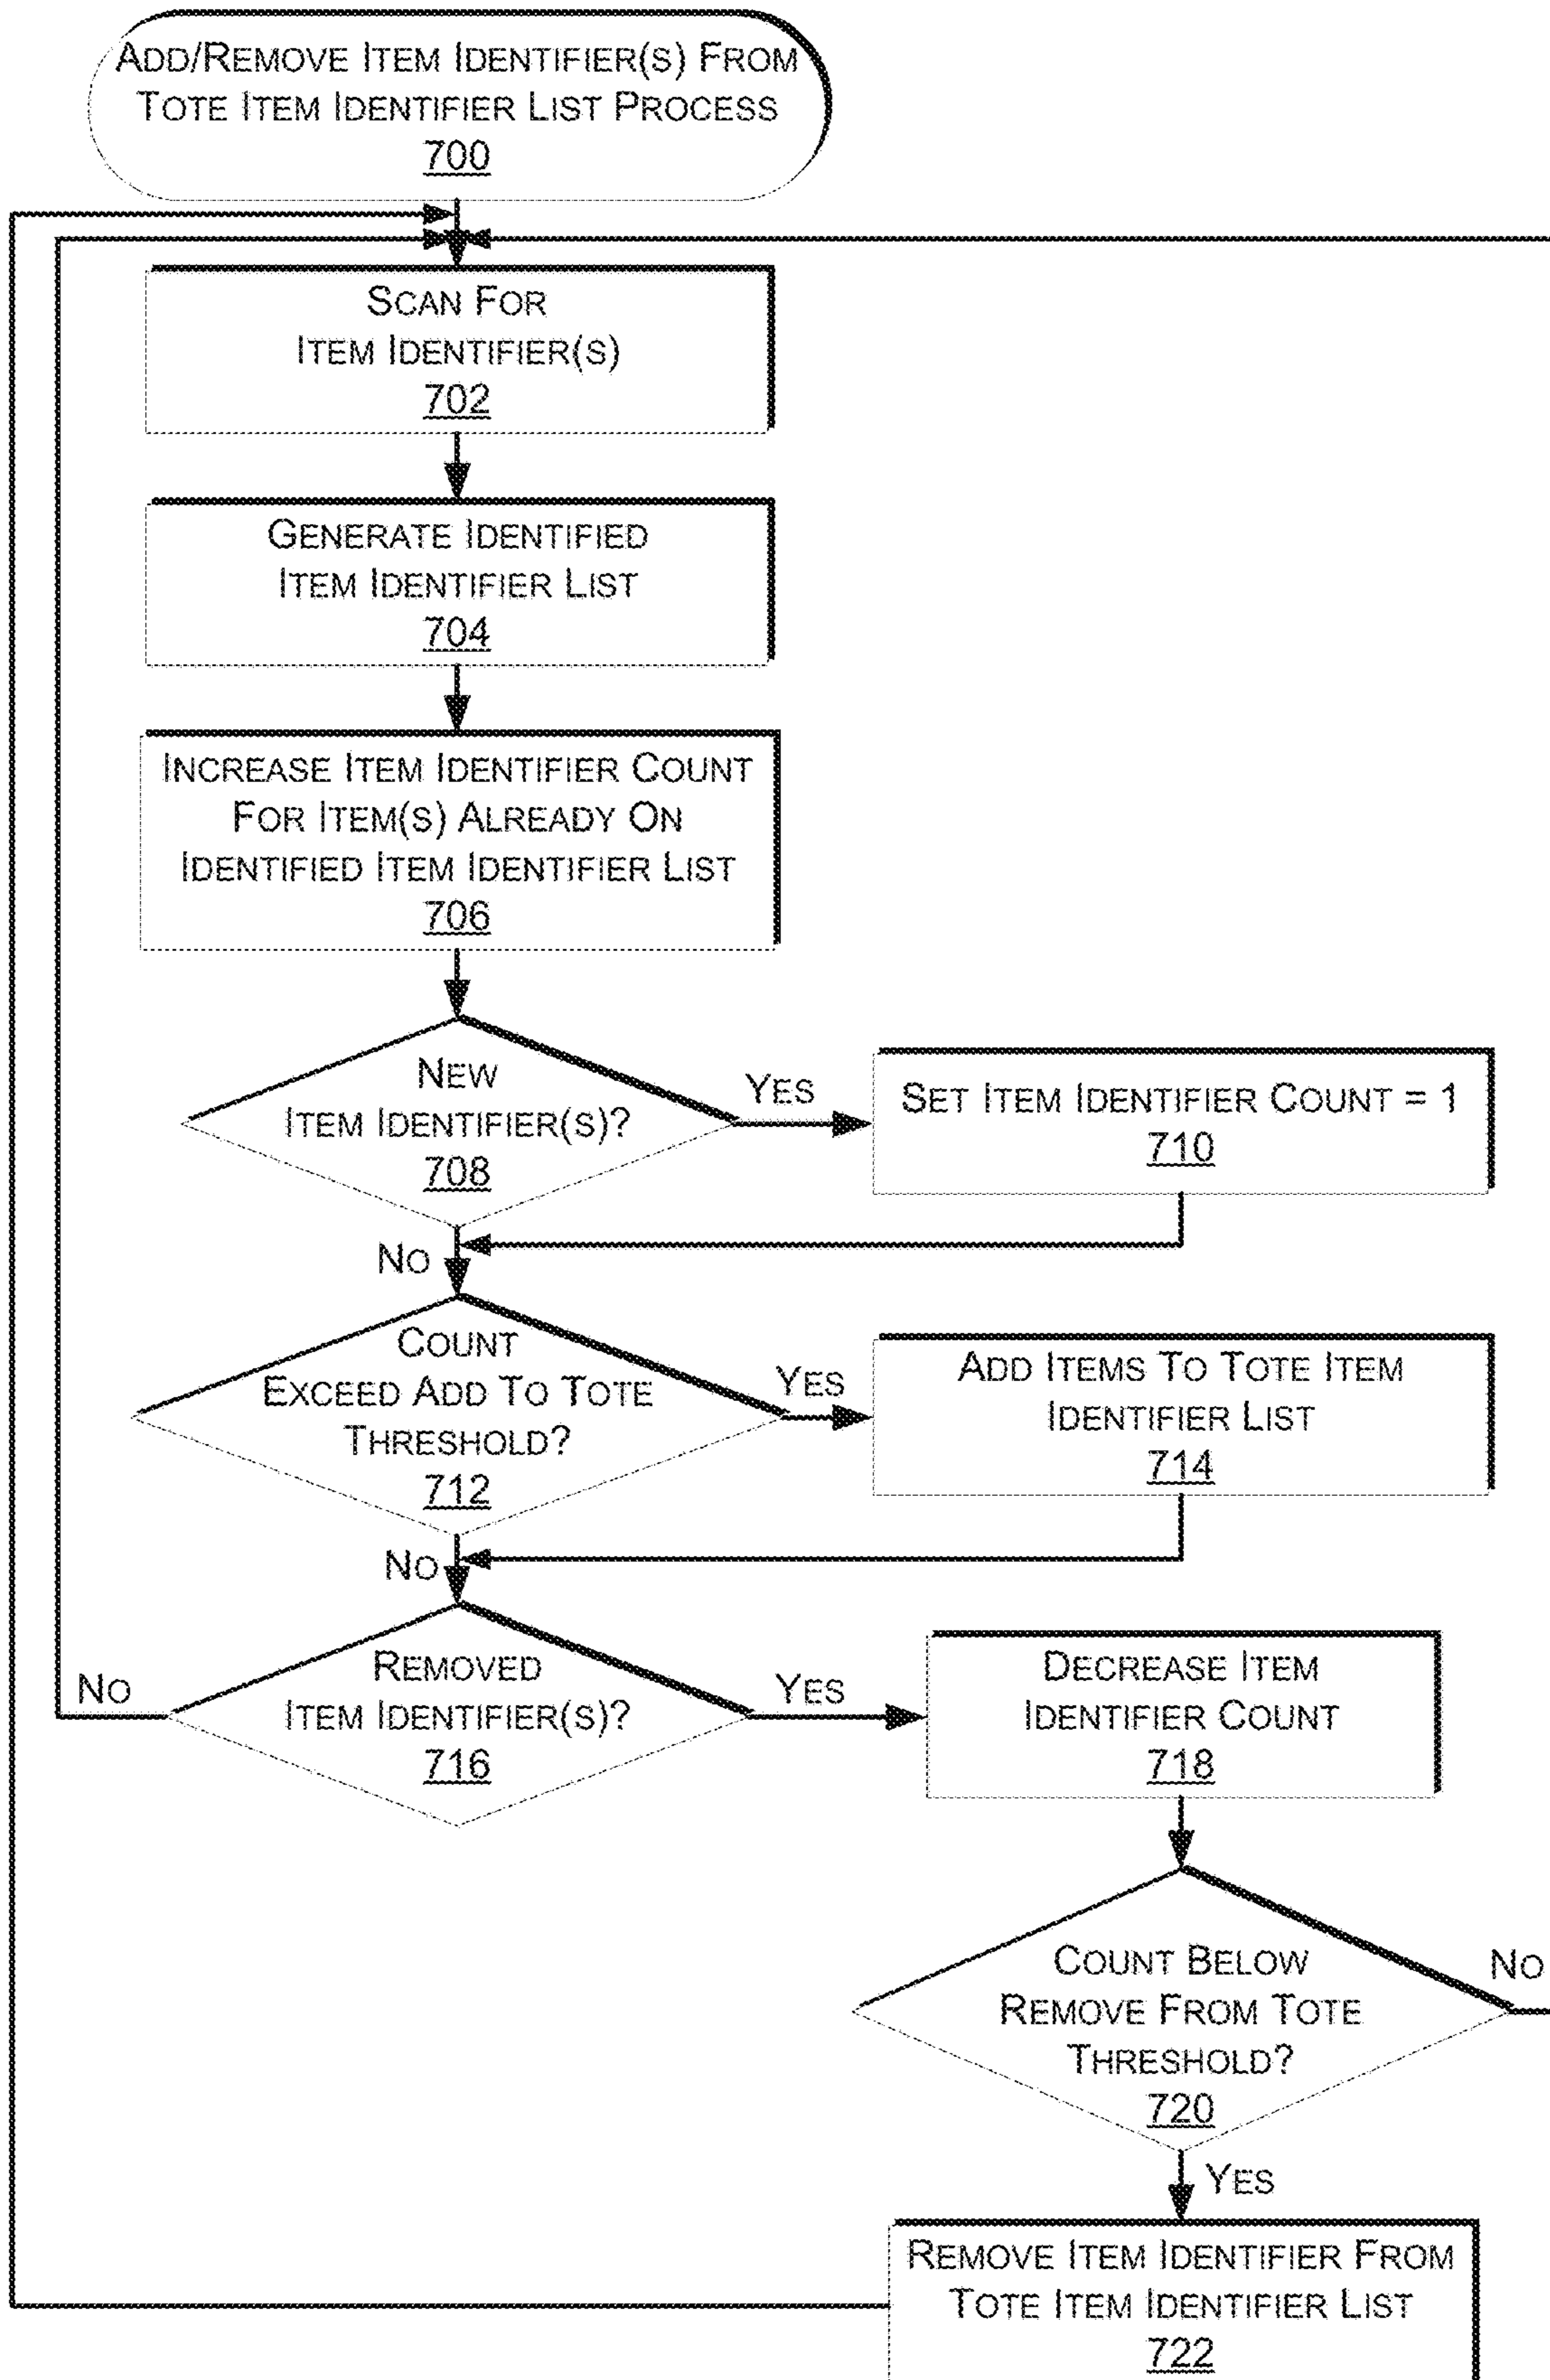 ADD/REMOVE ITEM IDENTIFIER(S) FROM
TOTE ITEM IDENTIFIER LIST PROCESS
700
SCAN FOR
ITEM IDENTIFIER(S)
702
GENERATE IDENTIFIED
ITEM IDENTIFIER LIST
704
INCREASE ITEM IDENTIFIER COUNT
FOR ITEM(S) ALREADY ON
IDENTIFIED ITEM IDENTIFIER LIST
706
NEW
ITEM IDENTIFIER(S)?
708
YES
SET ITEM IDENTIFIER COUNT = 1
710
NO
COUNT
EXCEED ADD TO TOTE
THRESHOLD?
712
YES
ADD ITEMS TO TOTE ITEM
IDENTIFIER LIST
714
NO
REMOVED
ITEM IDENTIFIER(S)?
716
NO
YES
DECREASE ITEM
IDENTIFIER COUNT
718
COUNT BELOW
REMOVE FROM TOTE
THRESHOLD?
720
NO
YES
REMOVE ITEM IDENTIFIER FROM
TOTE ITEM IDENTIFIER LIST
722